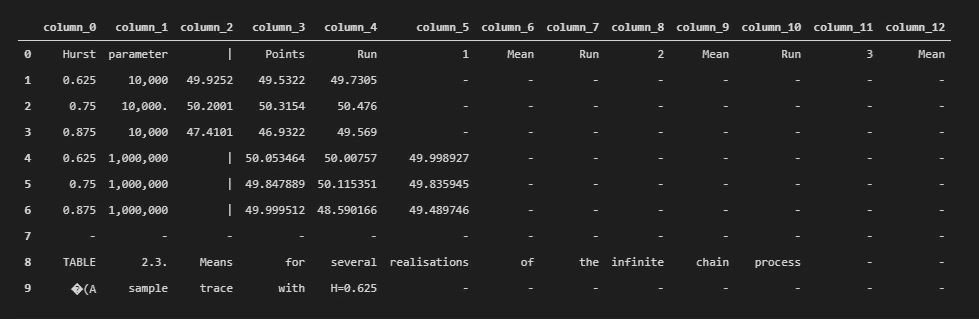 column_0 column_1 column_2 column_3 column_4 column_5 column_6 column_7 column_8 column_9 column_10 column_11 column_12
0 Hurst parameter | Points Run 1 Mean Run 2 Mean Run 3 Mean
1 0.625 10,000 49.9252 49.5322 49.7305 - - - - - - - -
2 0.75 10,000. 50.2001 50.3154 50.476 - - - - - - - -
3 0.875 10,000 47.4101 46.9322 49.569 - - - - - - - -
4 0.625 1,000,000 | 50.053464 50.00757 49.998927 - - - - - - -
5 0.75 1,000,000 | 49.847889 50.115351 49.835945 - - - - - - -
6 0.875 1,000,000 | 49.999512 48.590166 49.489746 - - - - - - -
7 - - - - - - - - - - - - -
8 TABLE 2.3. Means for several realisations of the infinite chain process - -
9 �(A sample trace with H=0.625 - - - - - - - -